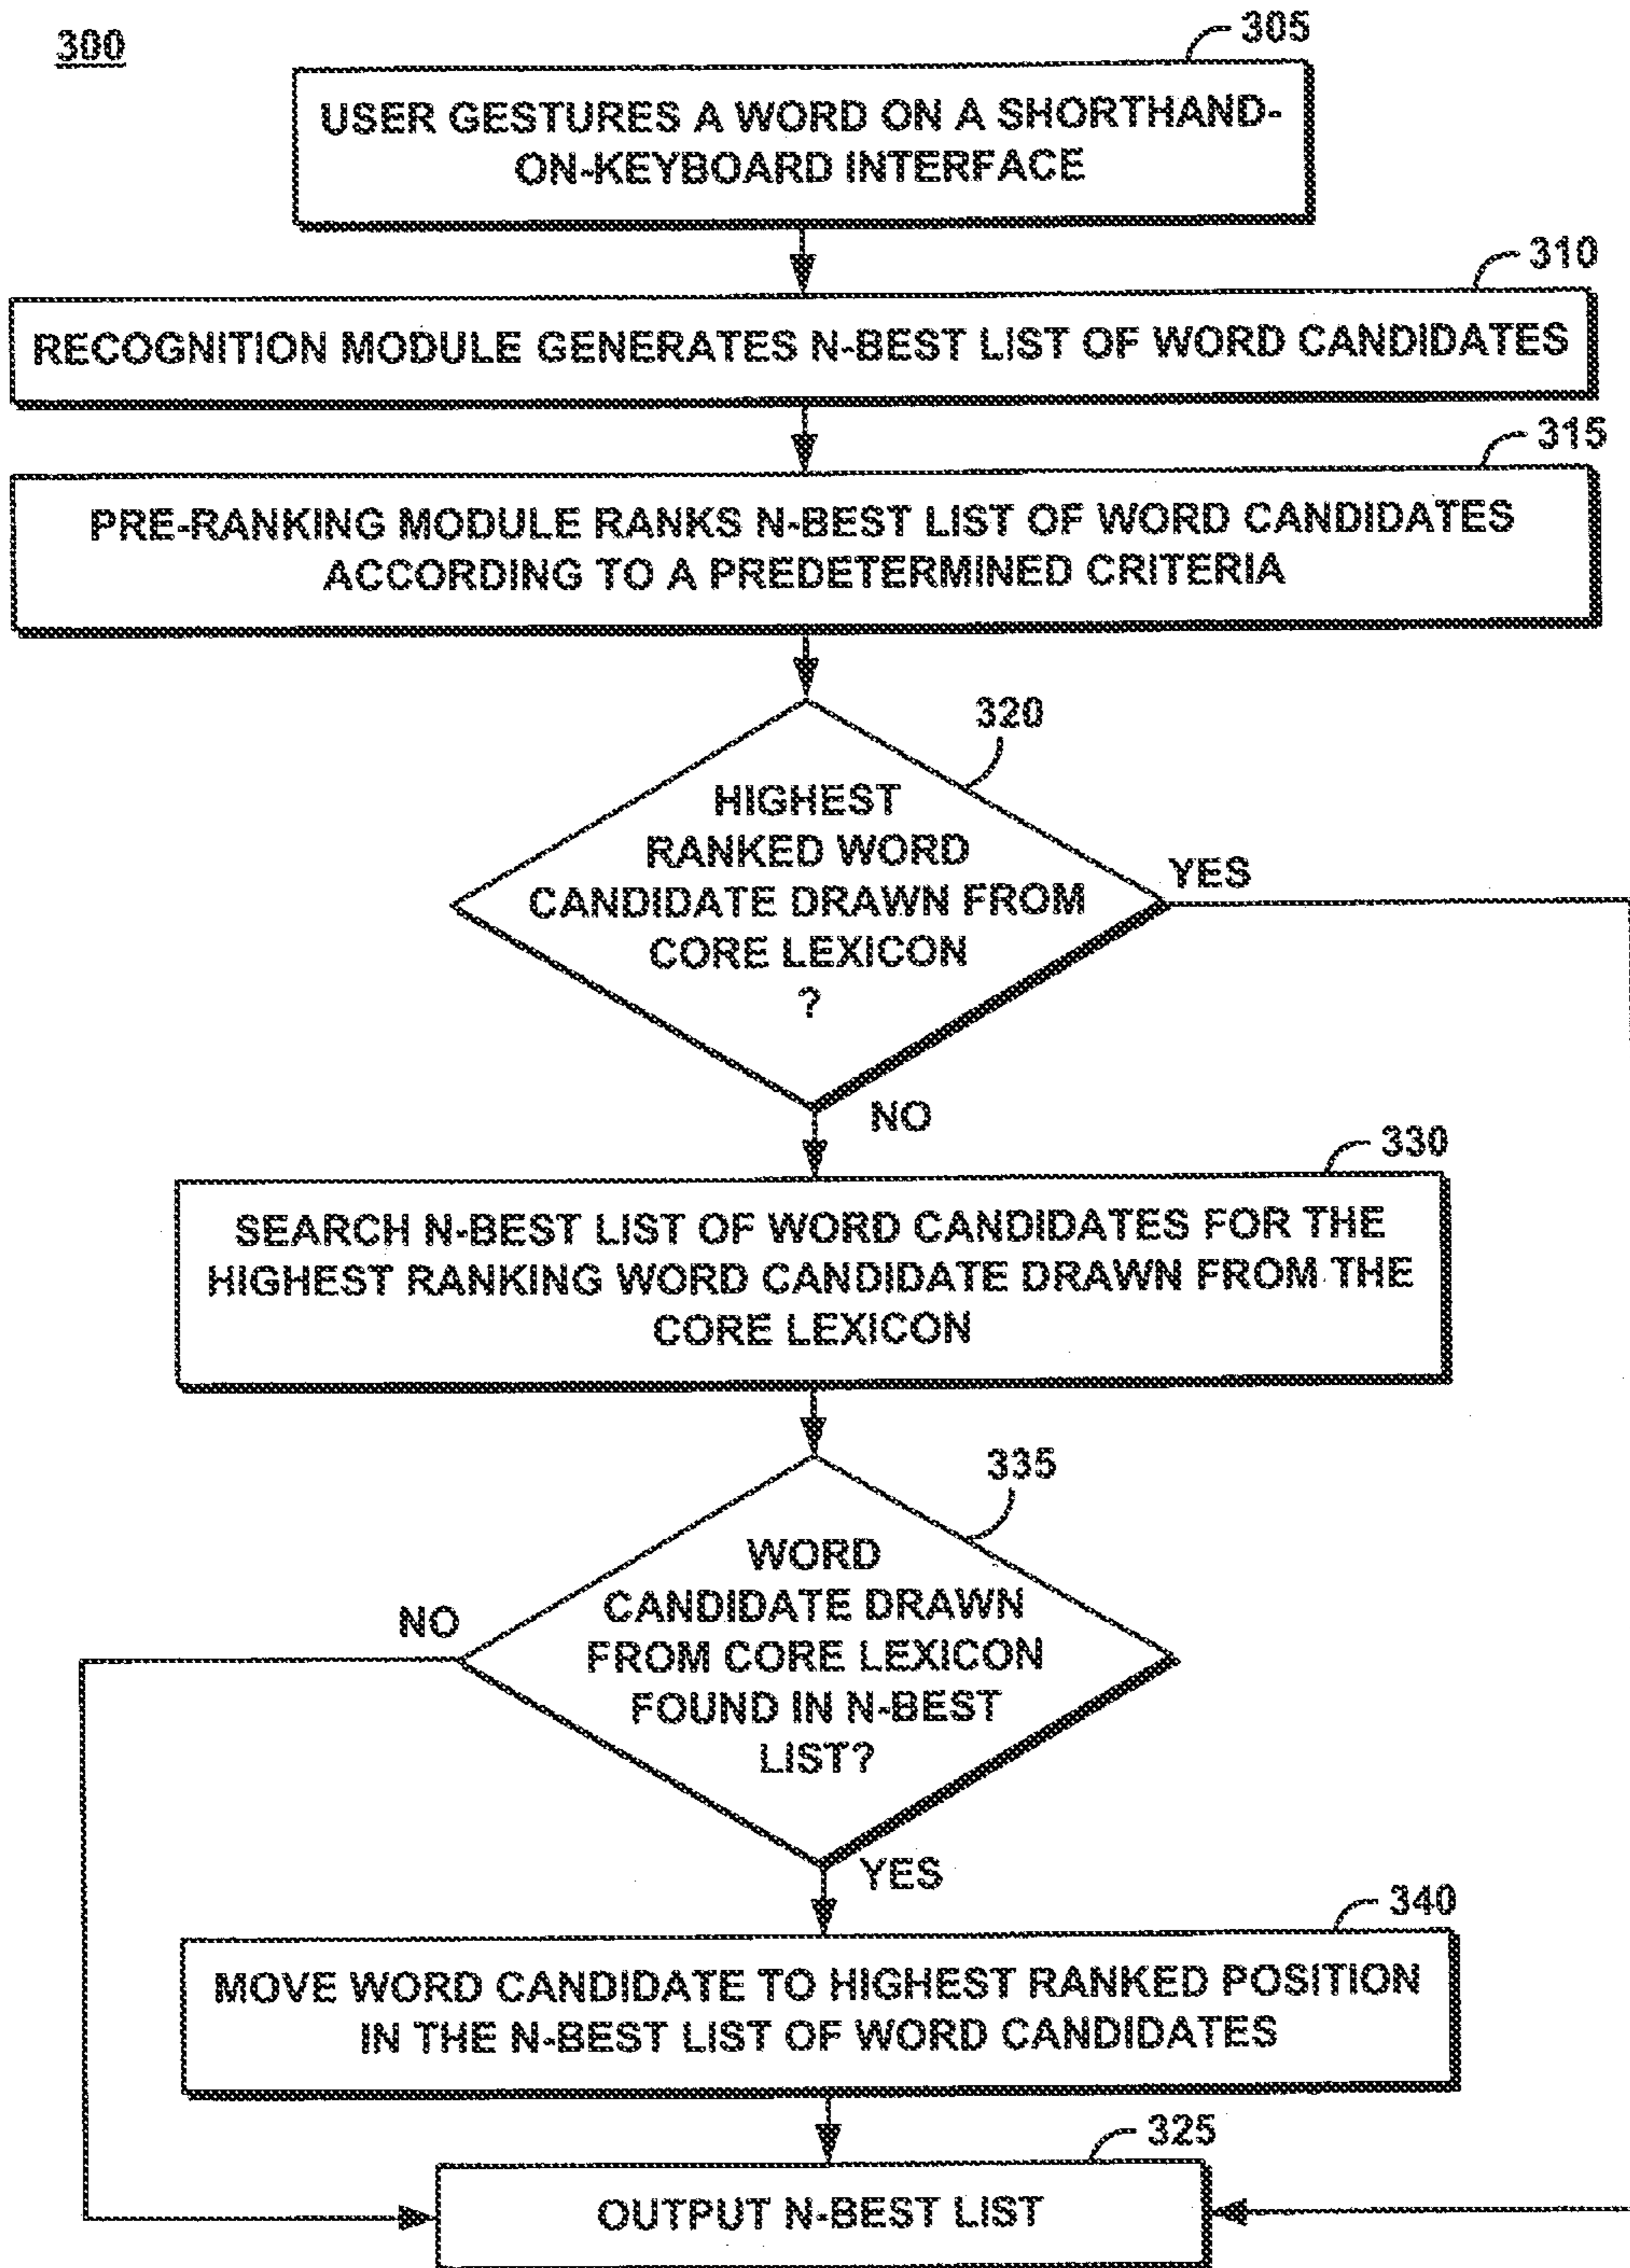 300
305
USER GESTURES A WORD ON A SHORTHAND-
ON-KEYBOARD INTERFACE
310
RECOGNITION MODULE GENERATES N-BEST LIST OF WORD CANDIDATES
315
PRE-RANKING MODULE RANKS N-BEST LIST OF WORD CANDIDATES
ACCORDING TO A PREDETERMINED CRITERIA
320
HIGHEST
RANKED WORD
CANDIDATE DRAWN FROM
CORE LEXICON
?
YES
NO
330
SEARCH N-BEST LIST OF WORD CANDIDATES FOR THE
HIGHEST RANKING WORD CANDIDATE DRAWN FROM THE
CORE LEXICON
335
WORD
CANDIDATE DRAWN
FROM CORE LEXICON
FOUND IN N-BEST
LIST?
NO
YES
340
MOVE WORD CANDIDATE TO HIGHEST RANKED POSITION
IN THE N-BEST LIST OF WORD CANDIDATES
325
OUTPUT N-BEST LIST